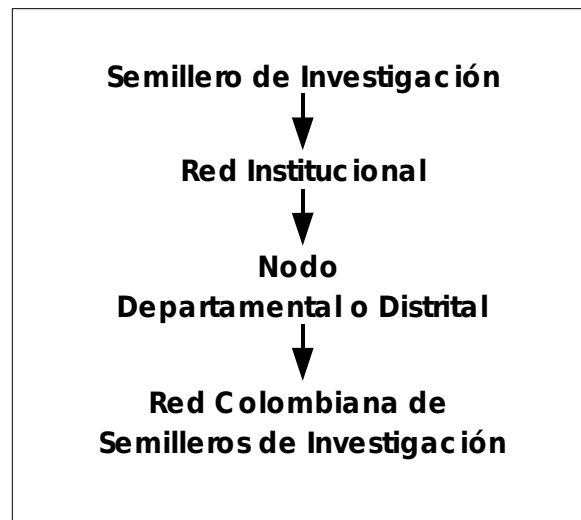 Semillero de Investigación
Red Institucional
Nodo
Departamental o Distrital
Red Colombiana de
Semilleros de Investigación